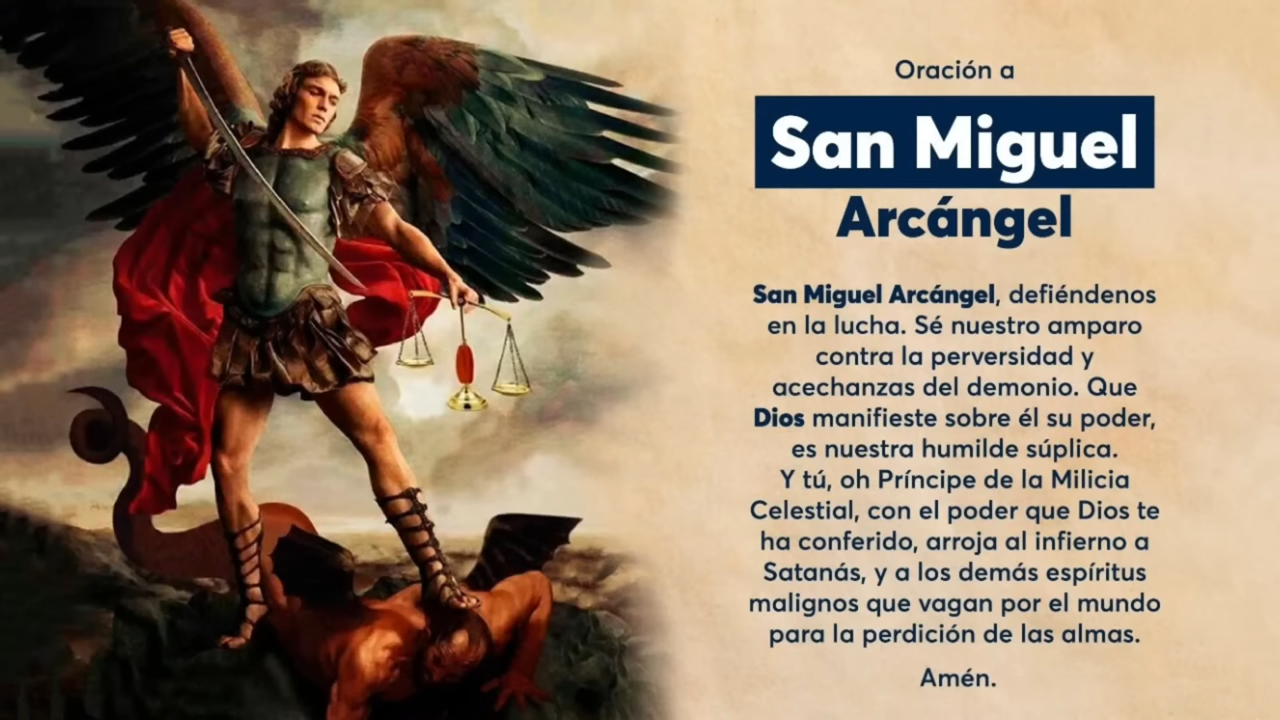 Oración a
San Miguel
Arcángel
San Miguel Arcángel, defiéndenos
en la lucha. Sé nuestro amparo
contra la perversidad y
acechanzas del demonio. Que
Dios manifieste sobre él su poder,
es nuestra humilde súplica.
Y tú, oh Príncipe de la Milicia
Celestial, con el poder que Dios te
ha conferido, arroja al infierno a
Satanás, y a los demás espíritus
malignos que vagan por el mundo
para la perdición de las almas.
Amén.